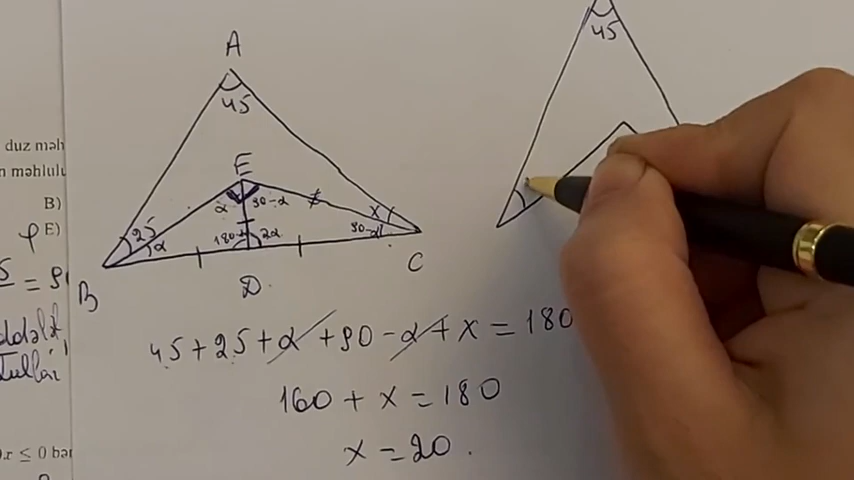 duz məh
n məhlulu
B)
E)
A
45
E
25
α
α
90-α
x
180-2α
2α
90-α
B
D
C
45
45+25+α+90-α+x=180
160+x=180
x=20.
x ≤ 0 bər